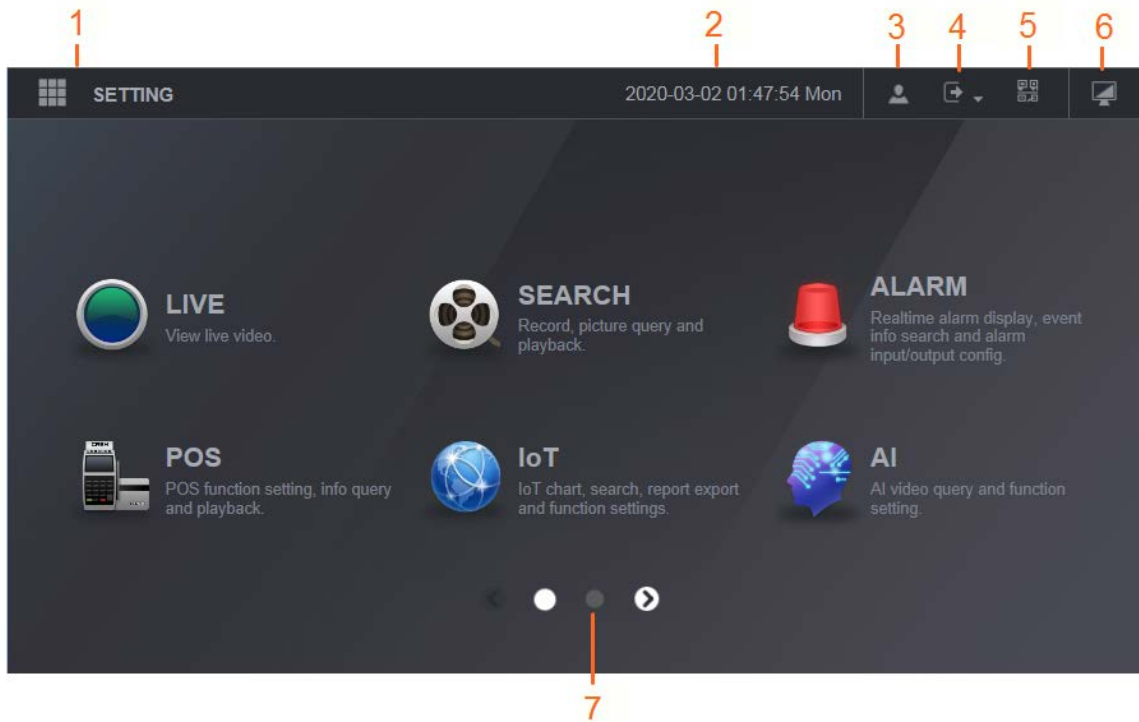 1 2 3 4 5 6
SETTING 2020-03-02 01:47:54 Mon
LIVE
View live video.
SEARCH
Record, picture query and
playback.
ALARM
Realtime alarm display, event
info search and alarm
input/output config.
POS
POS function setting, info query
and playback.
IoT
IoT chart, search, report export
and function settings.
AI
AI video query and function
setting.
7